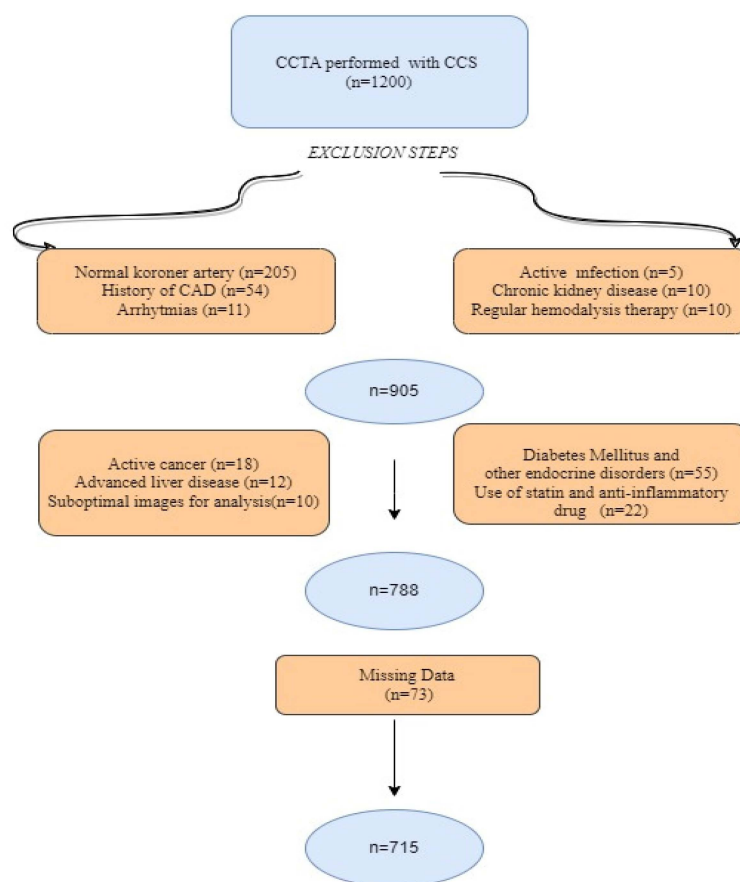 CCTA performed with CCS
(n=1200)
EXCLUSION STEPS
Normal koroner artery (n=205)
History of CAD (n=54)
Arrhytmias (n=11)
Active ınfection (n=5)
Chronic kidney disease (n=10)
Regular hemodalysis therapy (n=10)
n=905
Active cancer (n=18)
Advanced liver disease (n=12)
Suboptimal images for analysis(n=10)
Diabetes Mellitus and
other endocrine disorders (n=55)
Use of statin and anti-inflammatory
drug (n=22)
n=788
Missing Data
(n=73)
n=715